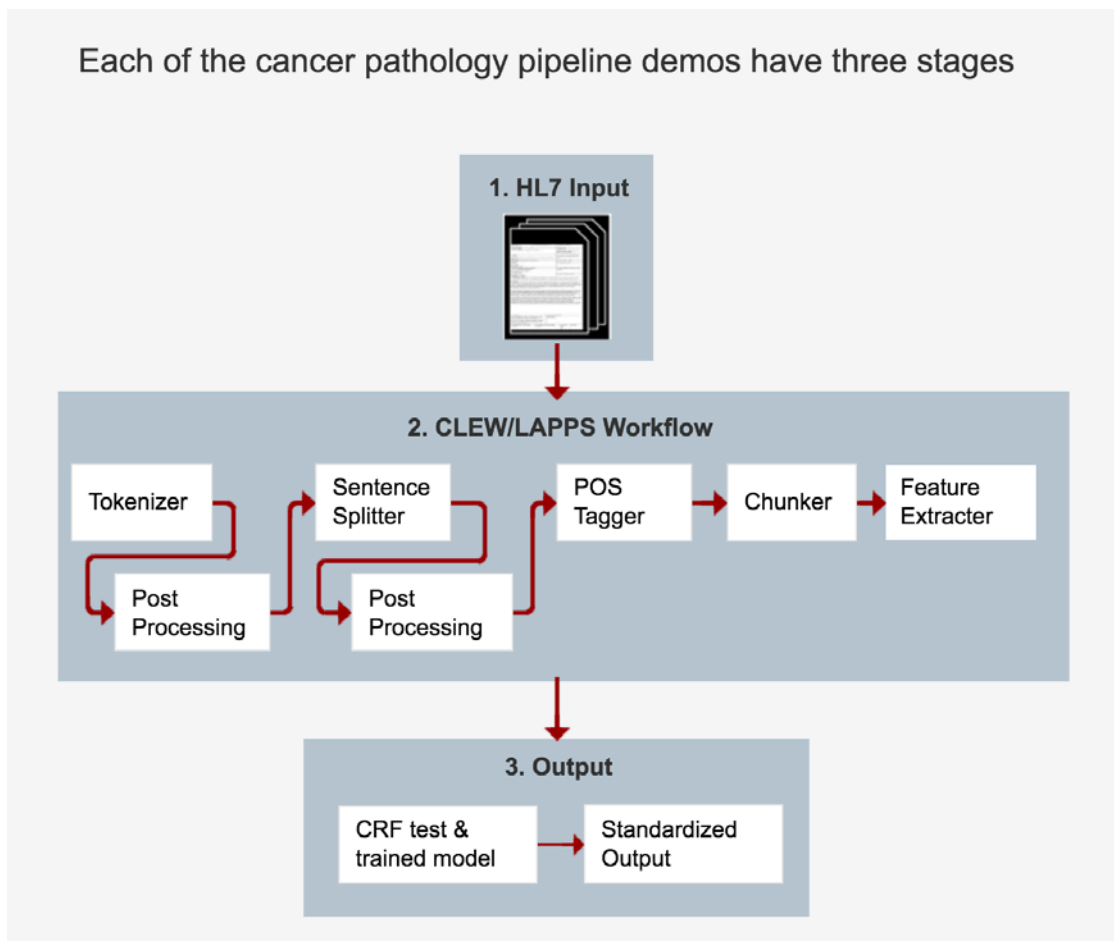 Each of the cancer pathology pipeline demos have three stages
1. HL7 Input
2. CLEW/LAPPS Workflow
Tokenizer
Post
Processing
Sentence
Splitter
Post
Processing
POS
Tagger
Chunker
Feature
Extracter
3. Output
CRF test &
trained model
Standardized
Output